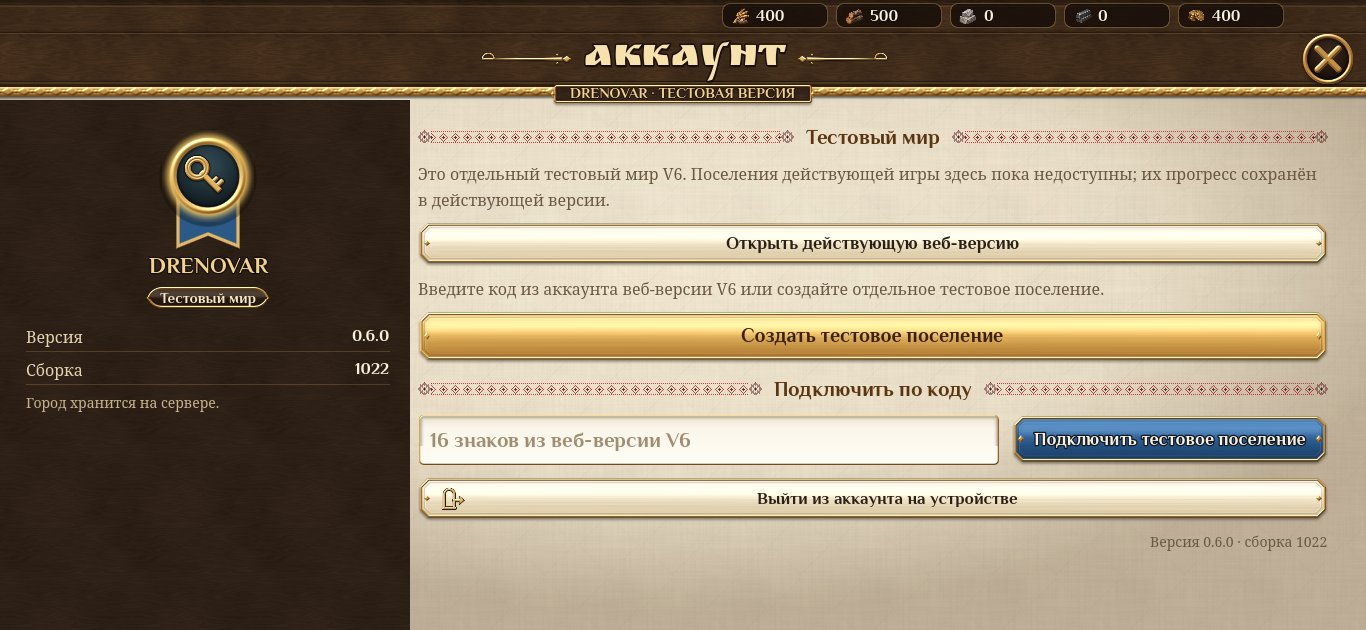 400 500 0 0 400
АККАУНТ
DRENOVAR · ТЕСТОВАЯ ВЕРСИЯ
DRENOVAR
Тестовый мир
Версия 0.6.0
Сборка 1022
Город хранится на сервере.
Тестовый мир
Это отдельный тестовый мир V6. Поселения действующей игры здесь пока недоступны; их прогресс сохранён
в действующей версии.
Открыть действующую веб-версию
Введите код из аккаунта веб-версии V6 или создайте отдельное тестовое поселение.
Создать тестовое поселение
Подключить по коду
16 знаков из веб-версии V6
Подключить тестовое поселение
Выйти из аккаунта на устройстве
Версия 0.6.0 · сборка 1022